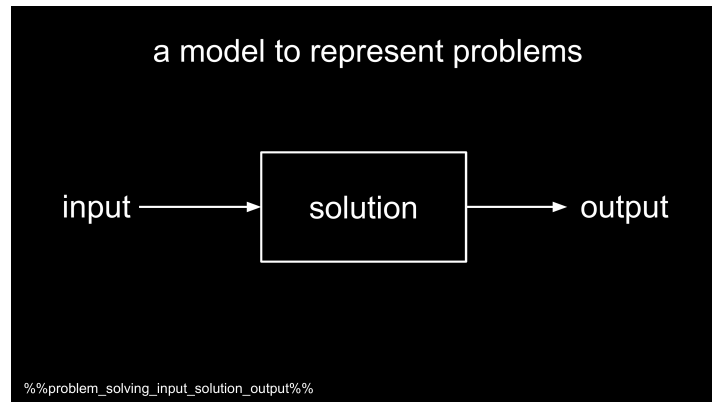 a model to represent problems
input
solution
output
%%problem_solving_input_solution_output%%